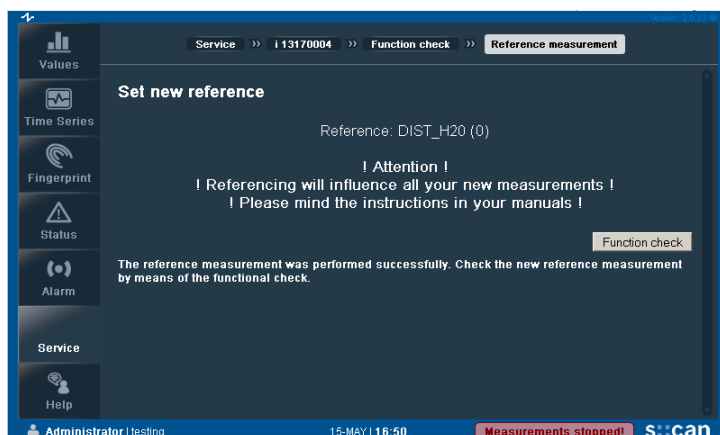 Version: 2.0.13.48
Service » i 13170004 » Function check » Reference measurement
Values
Set new reference
Time Series
Reference: DIST_H20 (0)
! Attention !
Fingerprint
! Referencing will influence all your new measurements !
! Please mind the instructions in your manuals !
Status
Function check
The reference measurement was performed successfully. Check the new reference measurement
by means of the functional check.
Alarm
Service
Help
Administrator | testing 15-MAY | 16:50 Measurements stopped! s::can